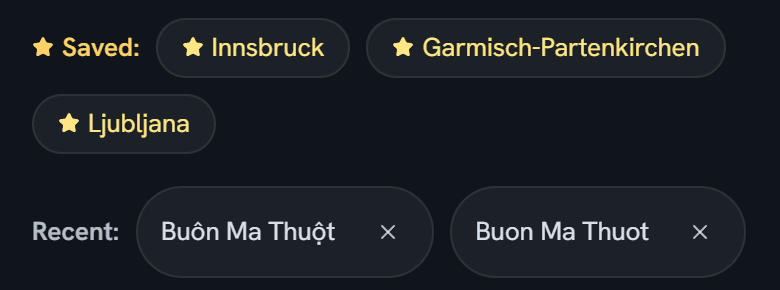 Saved: Innsbruck Garmisch-Partenkirchen
Ljubljana
Recent: Buôn Ma Thuột Buon Ma Thuot